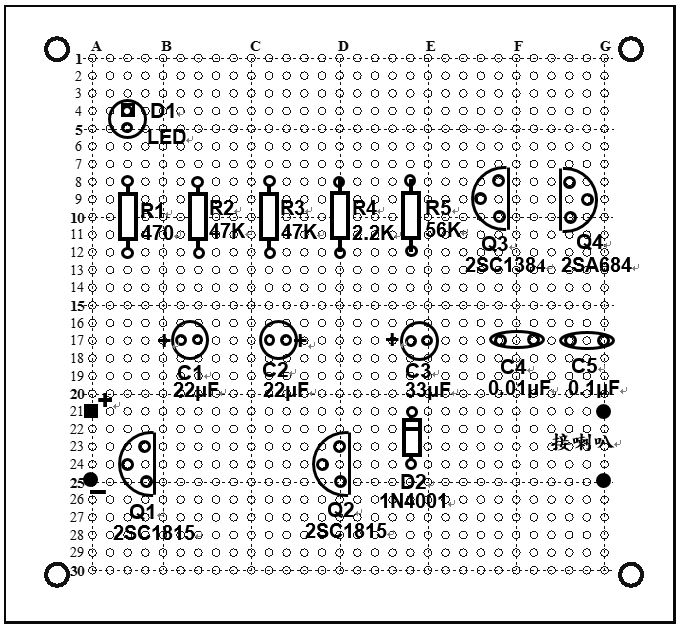 A B C D E F G
1
2
3
4 D1
5 LED
6
7
8
9 R1 R2 R3 R4 R5
10 470 47K 47K 2.2K 56K
11 Q3 Q4
12 2SC1384 2SA684
13
14
15
16
17 + + +
18 C1 C2 C3 C4 C5
19 22μF 22μF 33μF 0.01μF 0.1μF
20 +
21
22
23 接喇叭
24
25 D2
26 − Q1 Q2 1N4001
27 2SC1815 2SC1815
28
29
30